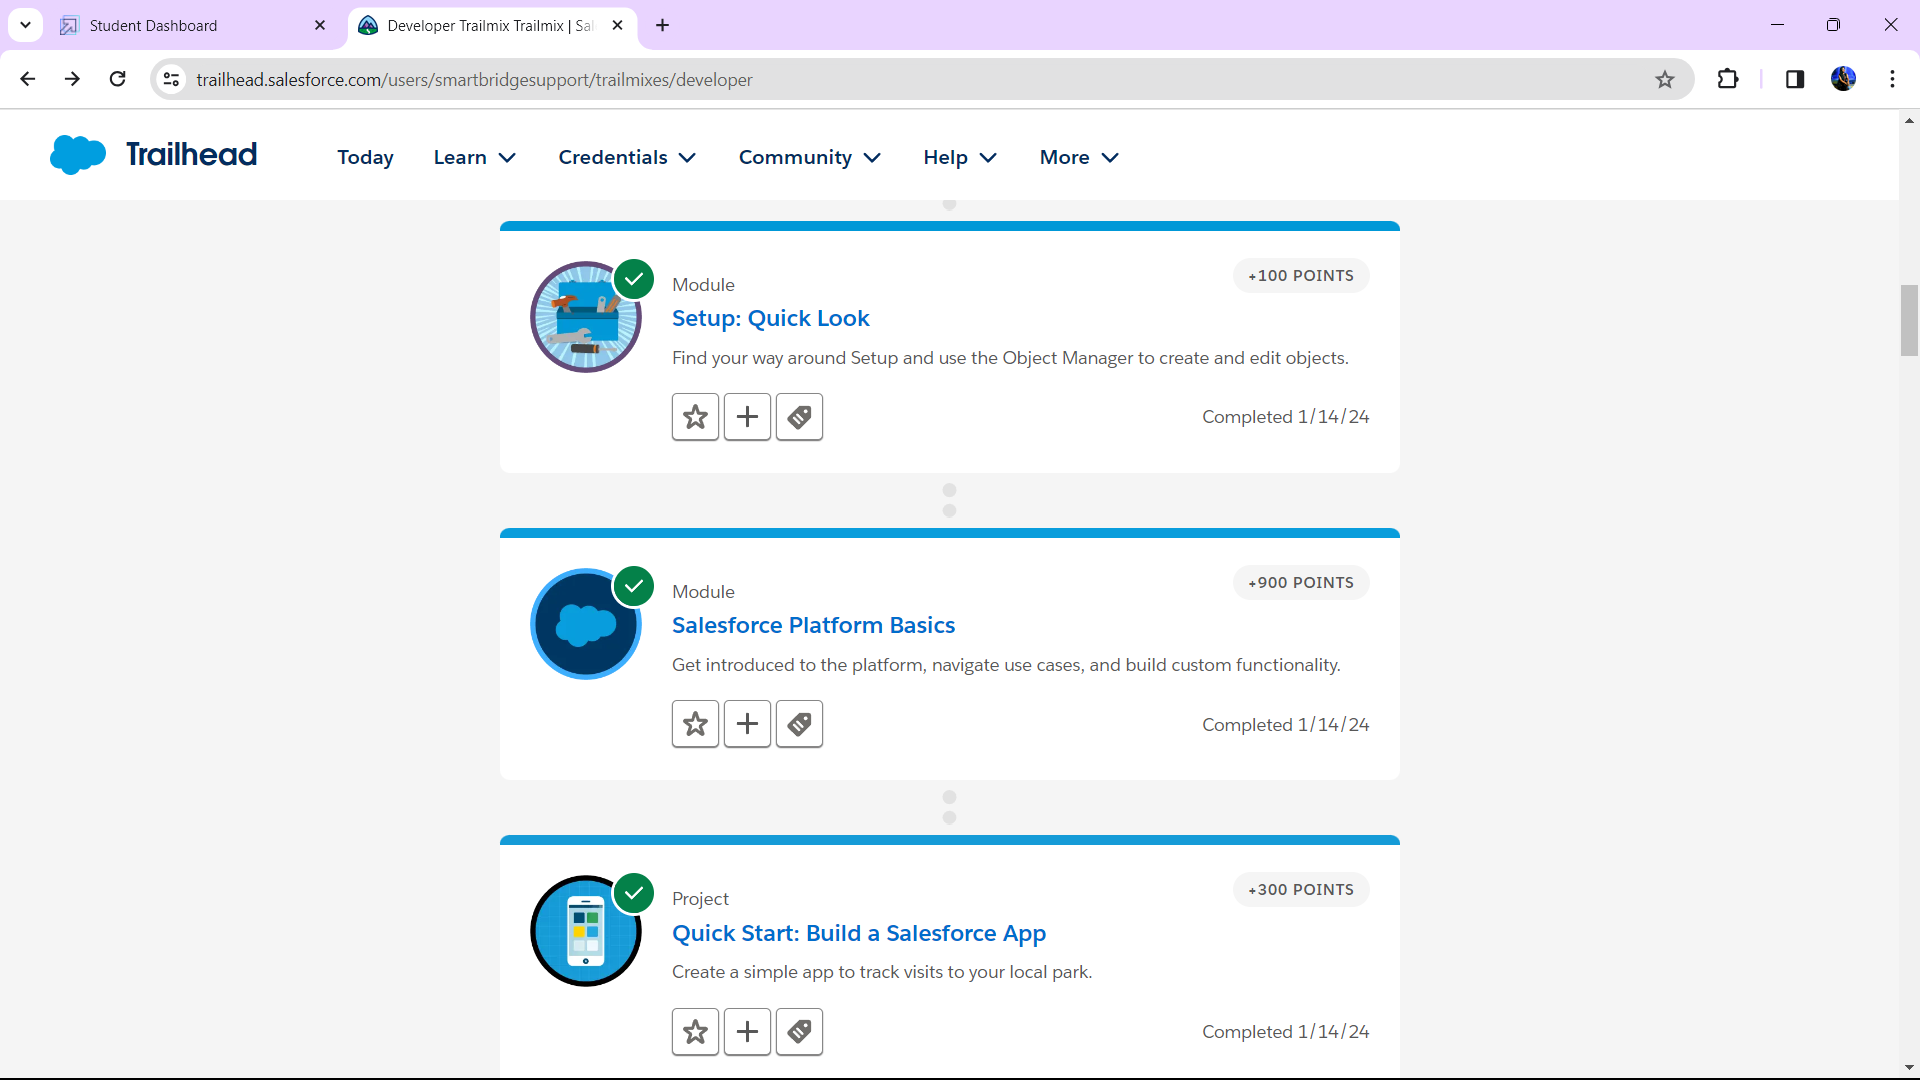 Student Dashboard
Developer Trailmix Trailmix | Sal
trailhead.salesforce.com/users/smartbridgesupport/trailmixes/developer
Trailhead
Today Learn Credentials Community Help More
Module
+100 POINTS
Setup: Quick Look
Find your way around Setup and use the Object Manager to create and edit objects.
Completed 1/14/24
Module
+900 POINTS
Salesforce Platform Basics
Get introduced to the platform, navigate use cases, and build custom functionality.
Completed 1/14/24
Project
+300 POINTS
Quick Start: Build a Salesforce App
Create a simple app to track visits to your local park.
Completed 1/14/24